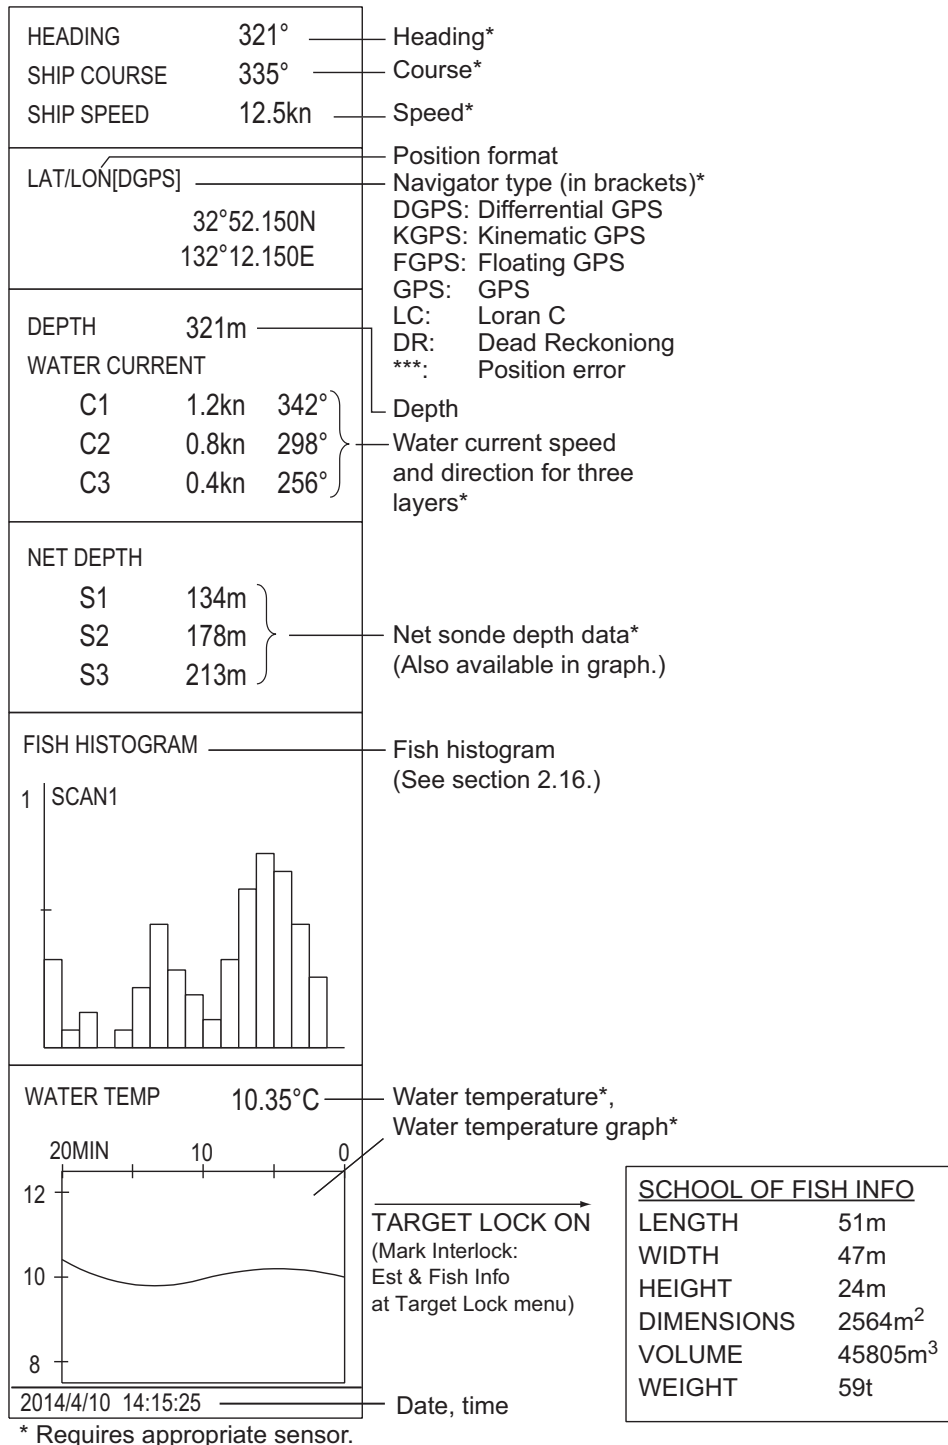 HEADING 321° Heading*
SHIP COURSE 335° Course*
SHIP SPEED 12.5kn Speed*
Position format
LAT/LON[DGPS] Navigator type (in brackets)*
32°52.150N
132°12.150E
DGPS: Differrential GPS
KGPS: Kinematic GPS
FGPS: Floating GPS
GPS: GPS
LC: Loran C
DR: Dead Reckoniong
***: Position error
DEPTH 321m
Depth
WATER CURRENT
C1 1.2kn 342°
C2 0.8kn 298°
C3 0.4kn 256°
Water current speed
and direction for three
layers*
NET DEPTH
S1 134m
S2 178m
S3 213m
Net sonde depth data*
(Also available in graph.)
FISH HISTOGRAM
Fish histogram
(See section 2.16.)
1 SCAN1
WATER TEMP 10.35°C
Water temperature*,
Water temperature graph*
20MIN 10 0
12
10
8
TARGET LOCK ON
(Mark Interlock:
Est & Fish Info
at Target Lock menu)
SCHOOL OF FISH INFO
LENGTH 51m
WIDTH 47m
HEIGHT 24m
DIMENSIONS 2564m²
VOLUME 45805m³
WEIGHT 59t
2014/4/10 14:15:25 Date, time
* Requires appropriate sensor.